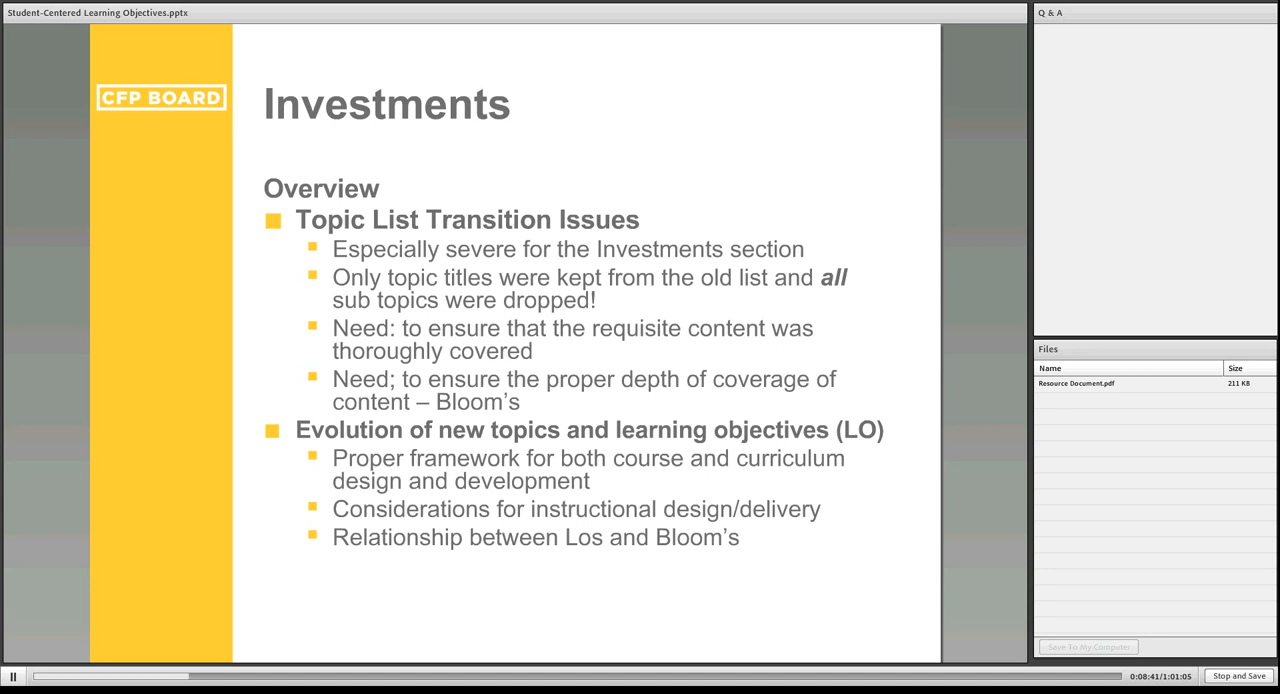 Student-Centered Learning Objectives.pptx
CFP BOARD
Investments
Overview
Topic List Transition Issues
Especially severe for the Investments section
Only topic titles were kept from the old list and all
sub topics were dropped!
Need: to ensure that the requisite content was
thoroughly covered
Need; to ensure the proper depth of coverage of
content – Bloom's
Evolution of new topics and learning objectives (LO)
Proper framework for both course and curriculum
design and development
Considerations for instructional design/delivery
Relationship between Los and Bloom's
Q & A
Files
Name Size
Resource Document.pdf 211 KB
Save To My Computer
0:08:41/1:01:05 Stop and Save